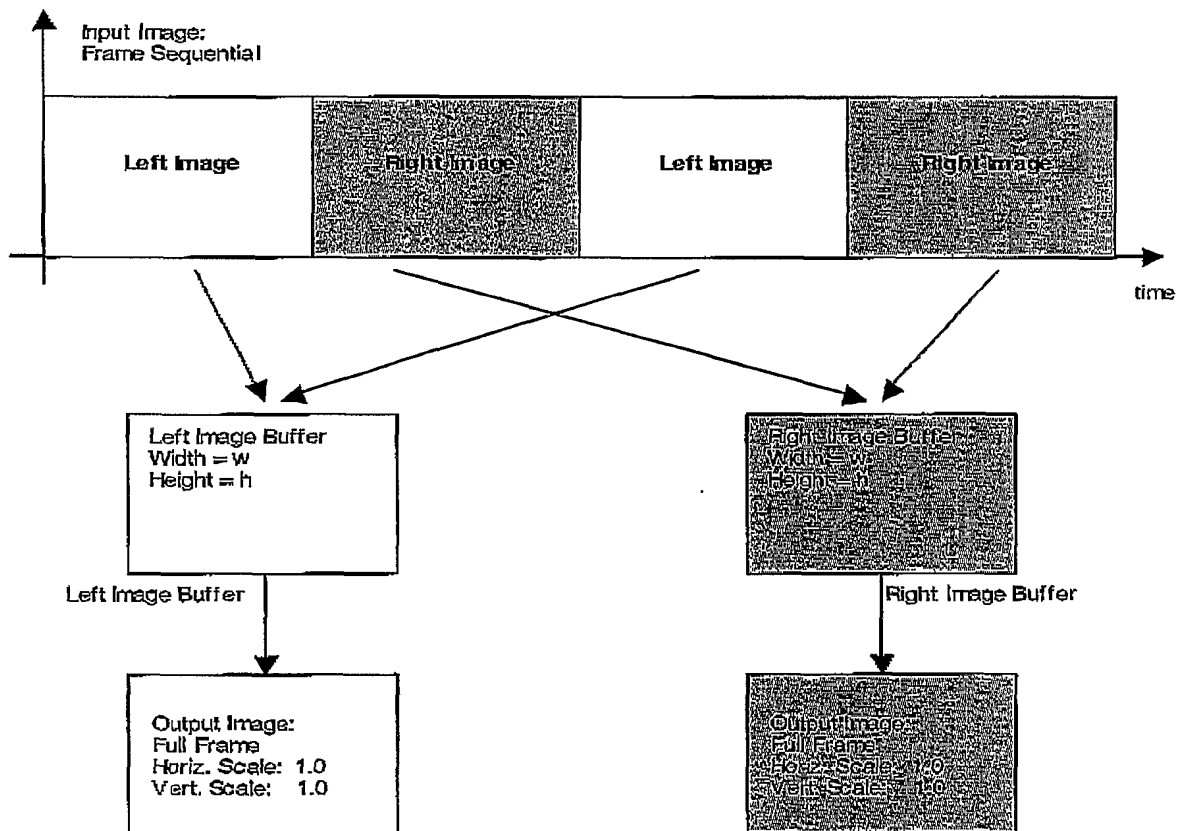 Input Image:
Frame Sequential
Left Image
Right Image
Left Image
Right Image
time
Left Image Buffer
Width = w
Height = h
Right Image Buffer
Width = w
Height = h
Left Image Buffer
Right Image Buffer
Output Image:
Full Frame
Horiz. Scale: 1.0
Vert. Scale: 1.0
Output Image:
Full Frame
Horiz. Scale: 1.0
Vert. Scale: 1.0